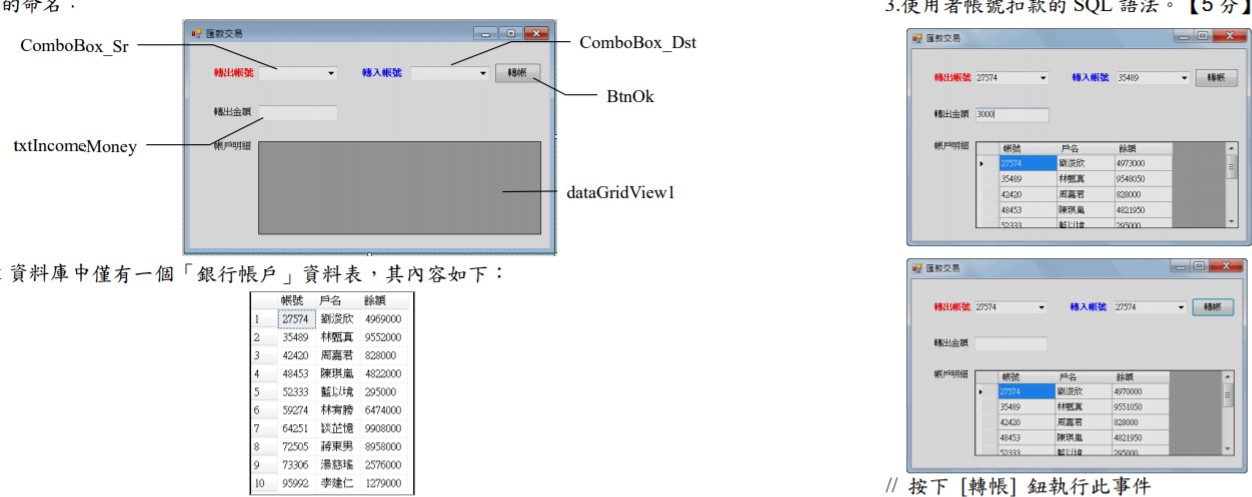 的命名：
ComboBox_Sr
匯款交易
ComboBox_Dst
轉出帳號
轉入帳號
轉帳
BtnOk
轉出金額
txtIncomeMoney
帳戶明細
dataGridView1
資料庫中僅有一個「銀行帳戶」資料表，其內容如下：
帳號 戶名 餘額
1 27574 劉浚欣 4969000
2 35489 林甄真 9552000
3 42420 周嘉君 828000
4 48453 陳琪嵐 4822000
5 52333 藍以境 295000
6 59274 林宥勝 6474000
7 64251 談芷憶 9908000
8 72505 蔣東男 8958000
9 73306 湯慈瑤 2576000
10 95992 李建仁 1279000
3.使用者帳號扣款的 SQL 語法。【5 分】
匯款交易
轉出帳號 27574 轉入帳號 35489 轉帳
轉出金額 3000
帳戶明細
帳號 戶名 餘額
27574 劉浚欣 4973000
35489 林甄真 9548050
42420 周嘉君 828000
48453 陳琪嵐 4821950
52333 藍以境 295000
匯款交易
轉出帳號 27574 轉入帳號 27574 轉帳
轉出金額
帳戶明細
帳號 戶名 餘額
27574 劉浚欣 4970000
35489 林甄真 9551050
42420 周嘉君 828000
48453 陳琪嵐 4821950
52333 藍以境 295000
// 按下 [轉帳] 鈕執行此事件